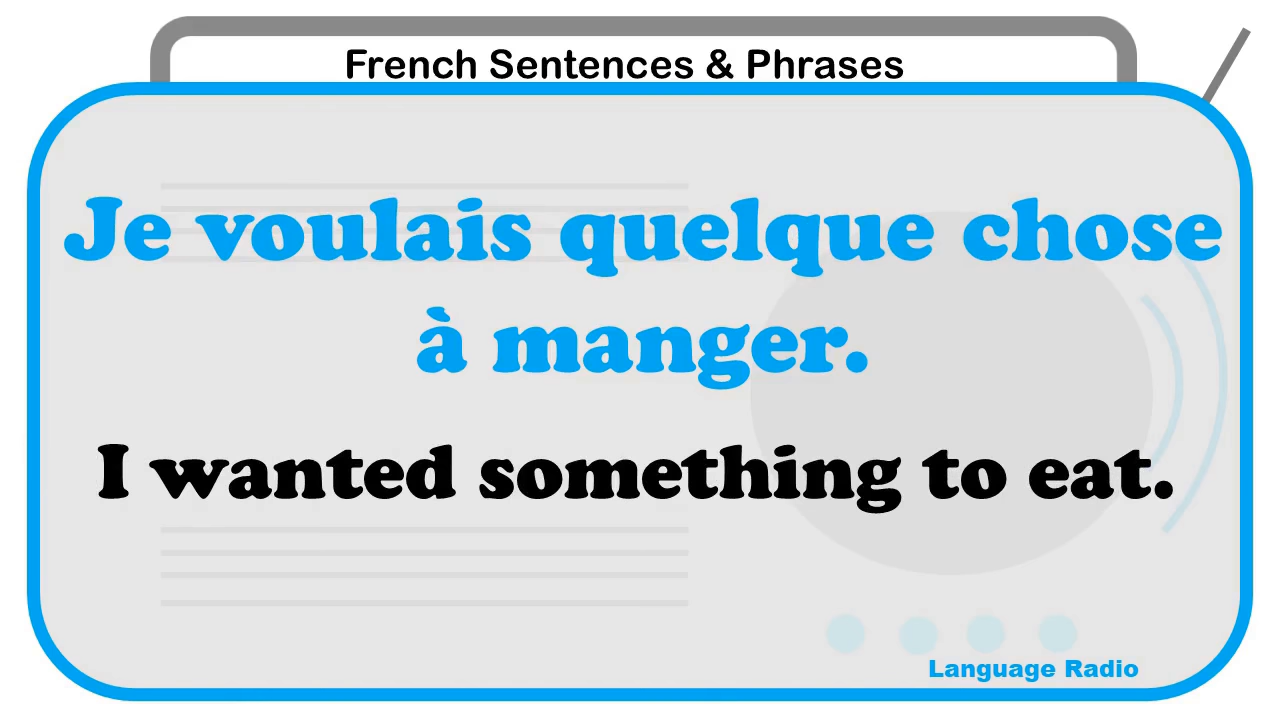 French Sentences & Phrases
Je voulais quelque chose
à manger.
I wanted something to eat.
Language Radio